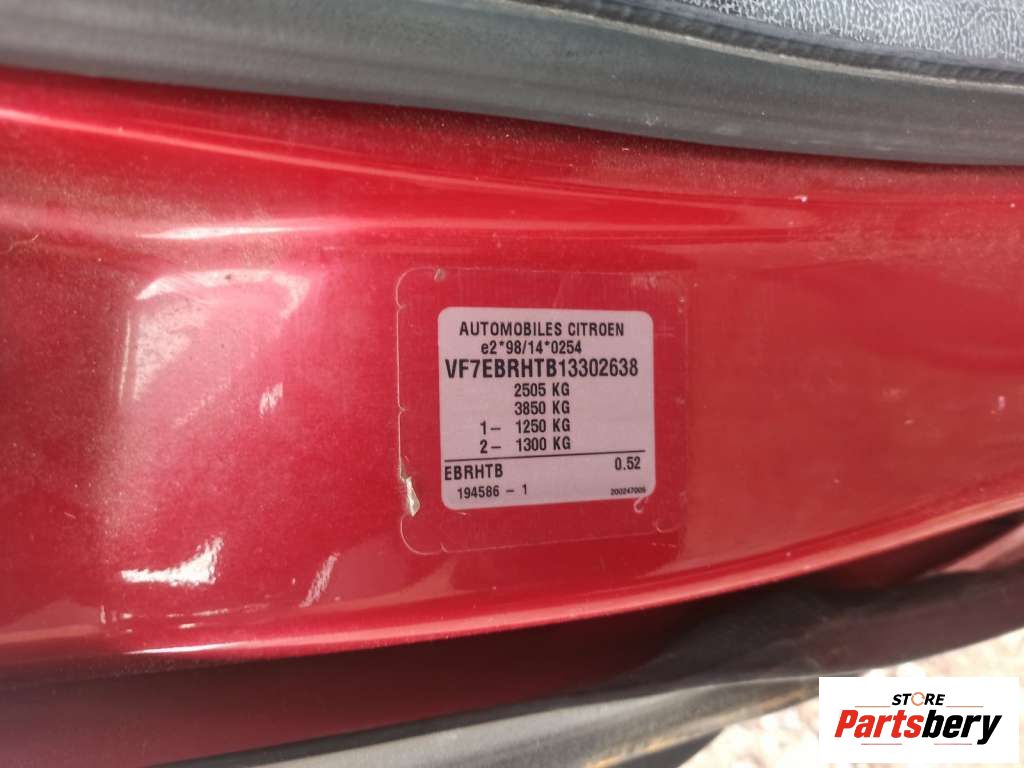 AUTOMOBILES CITROEN
e2*98/14*0254
VF7EBRHTB13302638
2505 KG
3850 KG
1– 1250 KG
2– 1300 KG
EBRHTB 0.52
194586 – 1 200247005
STORE
Partsbery